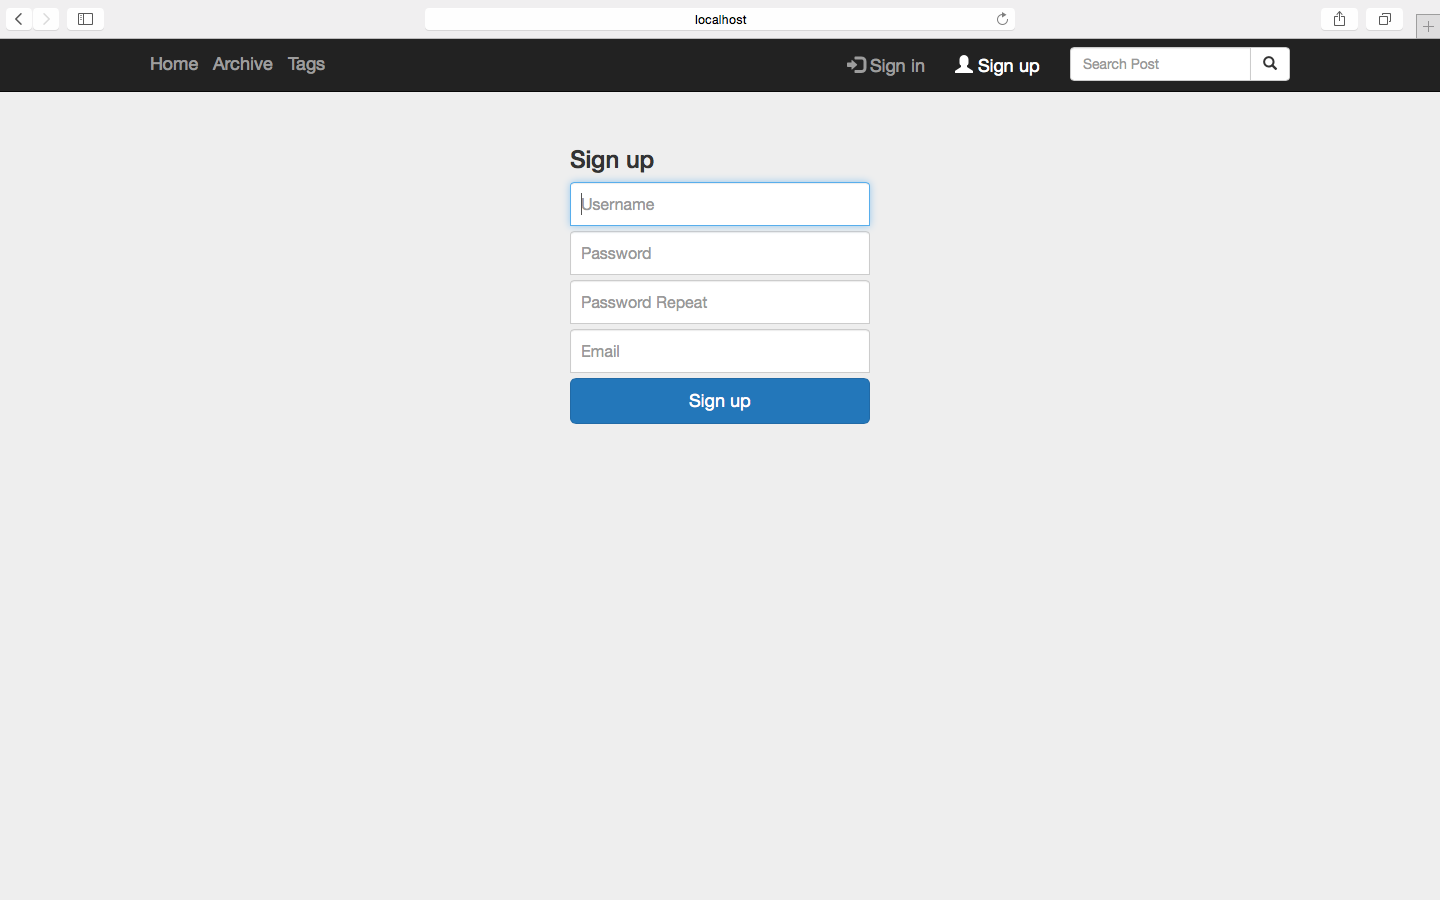 localhost
Home Archive Tags Sign in Sign up Search Post
Sign up
Username
Password
Password Repeat
Email
Sign up